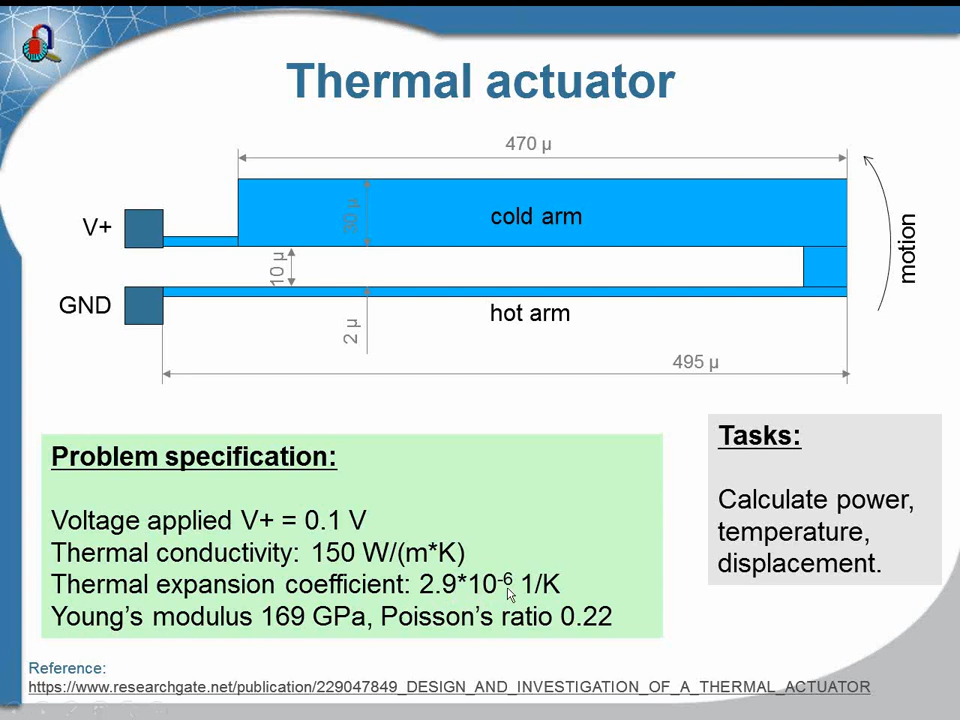 Thermal actuator
470 µ
V+
30 µ
cold arm
10 µ
motion
GND
hot arm
2 µ
495 µ
Problem specification:
Voltage applied V+ = 0.1 V
Thermal conductivity: 150 W/(m*K)
Thermal expansion coefficient: 2.9*10⁻⁶ 1/K
Young’s modulus 169 GPa, Poisson’s ratio 0.22
Tasks:
Calculate power,
temperature,
displacement.
Reference:
https://www.researchgate.net/publication/229047849_DESIGN_AND_INVESTIGATION_OF_A_THERMAL_ACTUATOR